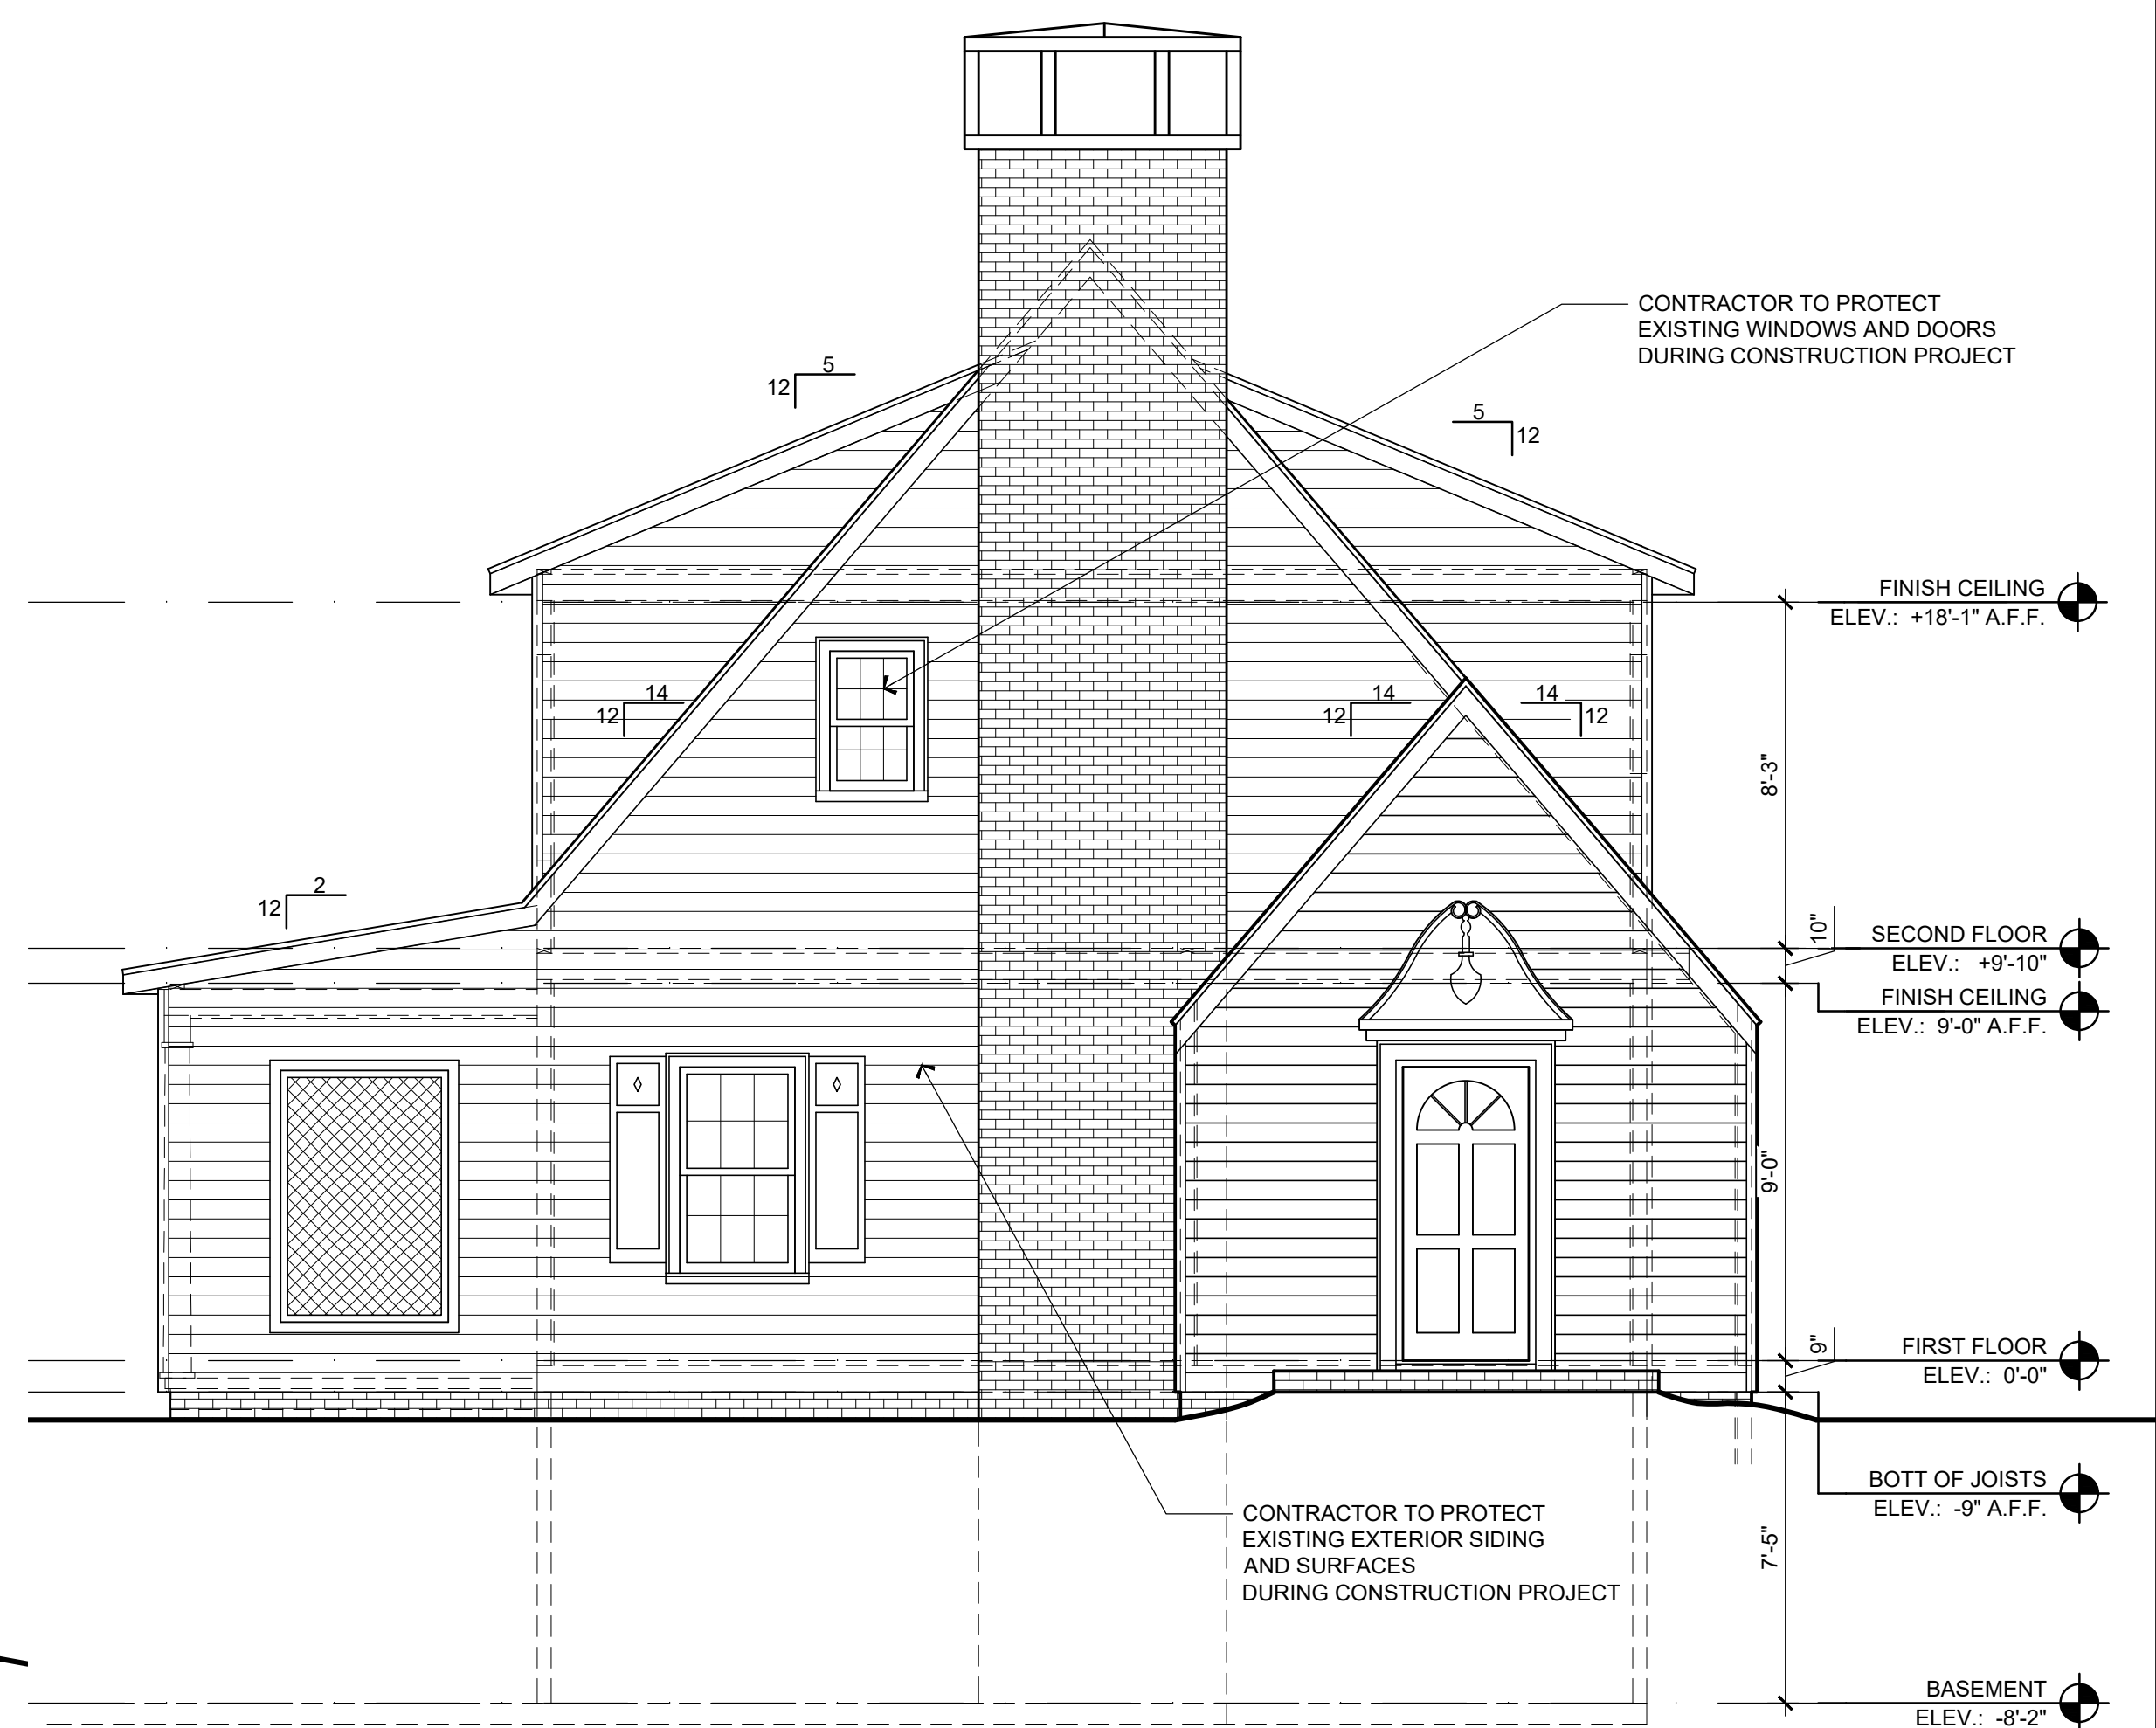 CONTRACTOR TO PROTECT
EXISTING WINDOWS AND DOORS
DURING CONSTRUCTION PROJECT
5
12
5
12
FINISH CEILING
ELEV.: +18'-1" A.F.F.
14
12
14
12
14
12
8'-3"
2
12
10"
SECOND FLOOR
ELEV.: +9'-10"
FINISH CEILING
ELEV.: 9'-0" A.F.F.
9'-0"
9"
FIRST FLOOR
ELEV.: 0'-0"
BOTT OF JOISTS
ELEV.: -9" A.F.F.
CONTRACTOR TO PROTECT
EXISTING EXTERIOR SIDING
AND SURFACES
DURING CONSTRUCTION PROJECT
7'-5"
BASEMENT
ELEV.: -8'-2"